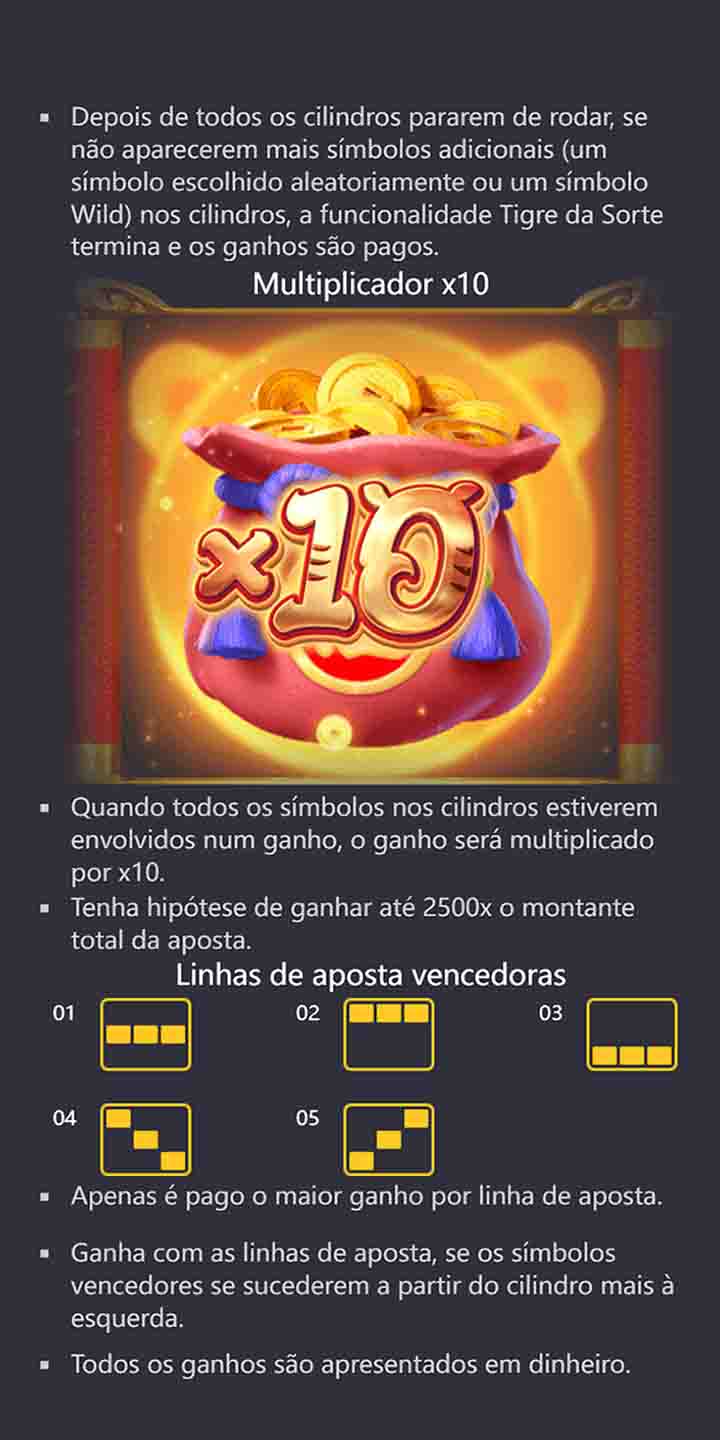 ▪ Depois de todos os cilindros pararem de rodar, se
não aparecerem mais símbolos adicionais (um
símbolo escolhido aleatoriamente ou um símbolo
Wild) nos cilindros, a funcionalidade Tigre da Sorte
termina e os ganhos são pagos.
Multiplicador x10
x10
▪ Quando todos os símbolos nos cilindros estiverem
envolvidos num ganho, o ganho será multiplicado
por x10.
▪ Tenha hipótese de ganhar até 2500x o montante
total da aposta.
Linhas de aposta vencedoras
01 02 03
04 05
▪ Apenas é pago o maior ganho por linha de aposta.
▪ Ganha com as linhas de aposta, se os símbolos
vencedores se sucederem a partir do cilindro mais à
esquerda.
▪ Todos os ganhos são apresentados em dinheiro.